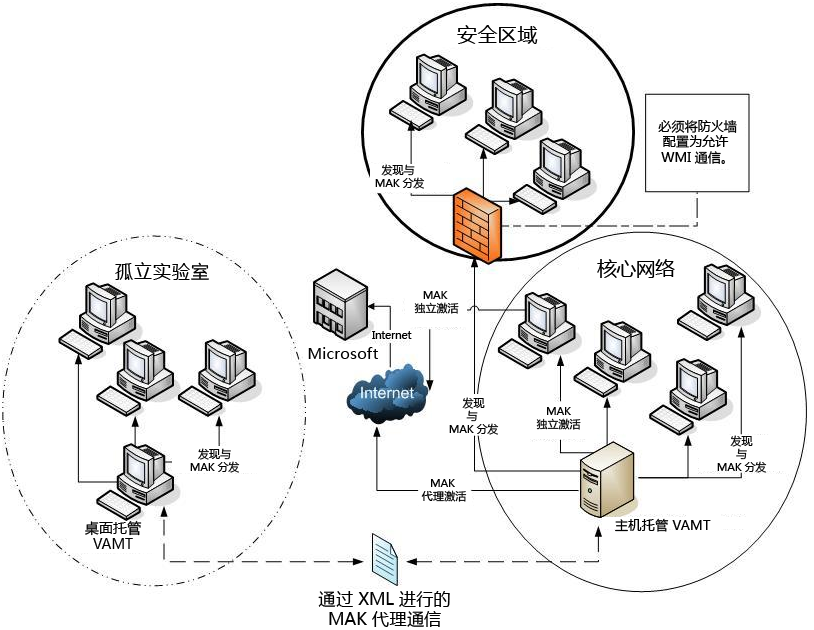 安全区域
必须将防火墙
配置为允许
WMI 通信。
发现与
MAK 分发
孤立实验室
核心网络
MAK
独立激活
Internet
Microsoft
Internet
发现
与
MAK 分发
MAK
独立激活
发现与
MAK 分发
发现
与
MAK 分发
MAK
代理激活
桌面托管
VAMT
主机托管 VAMT
通过 XML 进行的
MAK 代理通信